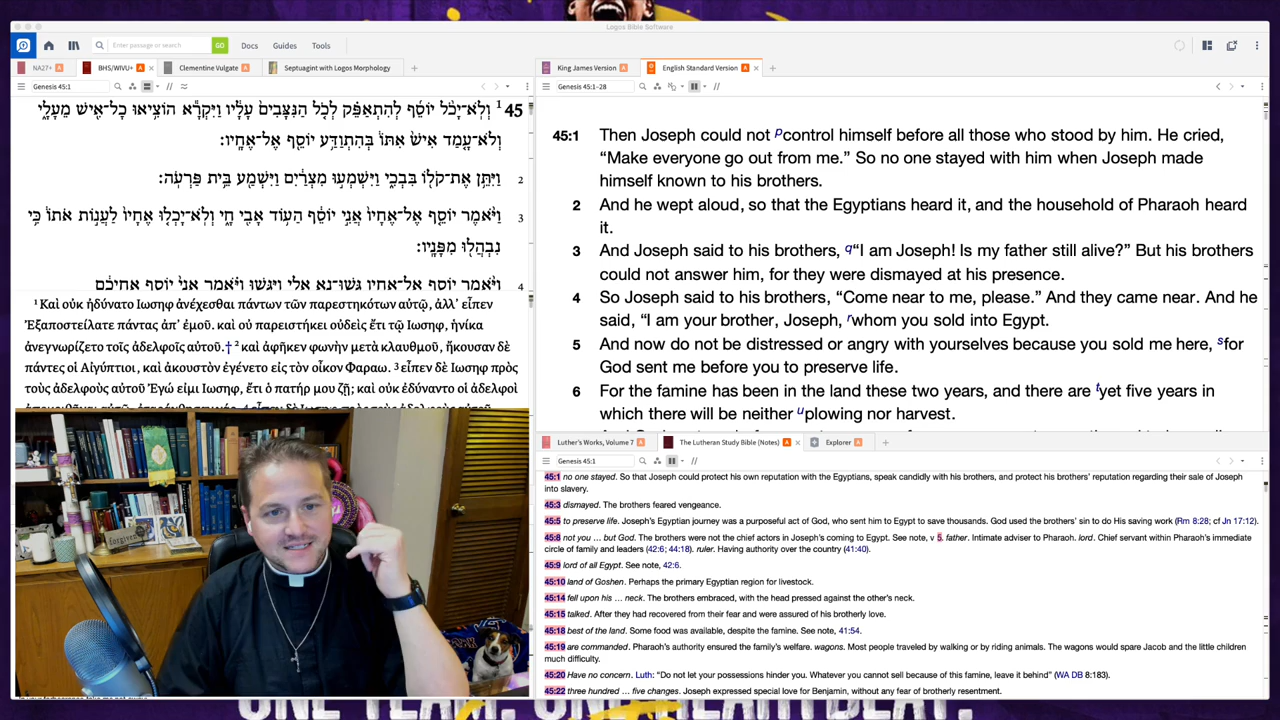 Logos Bible Software
Enter passage or search
GO
Docs
Guides
Tools
NA27+ A
BHS/WIVU+ A
Clementine Vulgate A
Septuagint with Logos Morphology
Genesis 45:1
45 וְלֹֽא־יָכֹ֨ל יוֹסֵ֜ף לְהִתְאַפֵּ֗ק לְכֹ֤ל הַנִּצָּבִים֙ עָלָ֔יו וַיִּקְרָ֕א הוֹצִ֥יאוּ כָל־אִ֖ישׁ מֵעָלָ֑י
וְלֹא־עָ֤מַד אִישׁ֙ אִתּ֔וֹ בְּהִתְוַדַּ֥ע יוֹסֵ֖ף אֶל־אֶחָֽיו׃
2 וַיִּתֵּ֥ן אֶת־קֹל֖וֹ בִּבְכִ֑י וַיִּשְׁמְע֣וּ מִצְרַ֔יִם וַיִּשְׁמַ֖ע בֵּ֥ית פַּרְעֹֽה׃
3 וַיֹּ֨אמֶר יוֹסֵ֤ף אֶל־אֶחָיו֙ אֲנִ֣י יוֹסֵ֔ף הַע֥וֹד אָבִ֖י חָ֑י וְלֹֽא־יָכְל֤וּ אֶחָיו֙ לַעֲנ֣וֹת אֹת֔וֹ כִּ֥י
נִבְהֲל֖וּ מִפָּנָֽיו׃
4 וַיֹּ֨אמֶר יוֹסֵ֧ף אֶל־אֶחָ֛יו גְּשׁוּ־נָ֥א אֵלַ֖י וַיִּגָּ֑שׁוּ וַיֹּ֗אמֶר אֲנִי֙ יוֹסֵ֣ף אֲחִיכֶ֔ם
1 Καὶ οὐκ ἠδύνατο Ιωσηφ ἀνέχεσθαι πάντων τῶν παρεστηκότων αὐτῷ, ἀλλʼ εἶπεν
Ἐξαποστείλατε πάντας ἀπʼ ἐμοῦ. καὶ οὐ παρειστήκει οὐδεὶς ἔτι τῷ Ιωσηφ, ἡνίκα
ἀνεγνωρίζετο τοῖς ἀδελφοῖς αὐτοῦ.† 2 καὶ ἀφῆκεν φωνὴν μετὰ κλαυθμοῦ, ἤκουσαν δὲ
πάντες οἱ Αἰγύπτιοι, καὶ ἀκουστὸν ἐγένετο εἰς τὸν οἶκον Φαραω. 3 εἶπεν δὲ Ιωσηφ πρὸς
τοὺς ἀδελφοὺς αὐτοῦ Ἐγώ εἰμι Ιωσηφ, ἔτι ὁ πατήρ μου ζῇ; καὶ οὐκ ἐδύναντο οἱ ἀδελφοὶ
King James Version A
English Standard Version A
Genesis 45:1–28
45:1 Then Joseph could not pcontrol himself before all those who stood by him. He cried,
“Make everyone go out from me.” So no one stayed with him when Joseph made
himself known to his brothers.
2 And he wept aloud, so that the Egyptians heard it, and the household of Pharaoh heard
it.
3 And Joseph said to his brothers, q“I am Joseph! Is my father still alive?” But his brothers
could not answer him, for they were dismayed at his presence.
4 So Joseph said to his brothers, “Come near to me, please.” And they came near. And he
said, “I am your brother, Joseph, rwhom you sold into Egypt.
5 And now do not be distressed or angry with yourselves because you sold me here, sfor
God sent me before you to preserve life.
6 For the famine has been in the land these two years, and there are tyet five years in
which there will be neither uplowing nor harvest.
Luther's Works, Volume 7 A
The Lutheran Study Bible (Notes) A
Explorer A
Genesis 45:1
45:1 no one stayed. So that Joseph could protect his own reputation with the Egyptians, speak candidly with his brothers, and protect his brothers’ reputation regarding their sale of Joseph
into slavery.
45:3 dismayed. The brothers feared vengeance.
45:5 to preserve life. Joseph’s Egyptian journey was a purposeful act of God, who sent him to Egypt to save thousands. God used the brothers’ sin to do His saving work (Rm 8:28; cf Jn 17:12).
45:8 not you … but God. The brothers were not the chief actors in Joseph’s coming to Egypt. See note, v 5. father. Intimate adviser to Pharaoh. lord. Chief servant within Pharaoh’s immediate
circle of family and leaders (42:6; 44:18). ruler. Having authority over the country (41:40).
45:9 lord of all Egypt. See note, 42:6.
45:10 land of Goshen. Perhaps the primary Egyptian region for livestock.
45:14 fell upon his … neck. The brothers embraced, with the head pressed against the other’s neck.
45:15 talked. After they had recovered from their fear and were assured of his brotherly love.
45:18 best of the land. Some food was available, despite the famine. See note, 41:54.
45:19 are commanded. Pharaoh’s authority ensured the family’s welfare. wagons. Most people traveled by walking or by riding animals. The wagons would spare Jacob and the little children
much difficulty.
45:20 Have no concern. Luth: “Do not let your possessions hinder you. Whatever you cannot sell because of this famine, leave it behind” (WA DB 8:183).
45:22 three hundred … five changes. Joseph expressed special love for Benjamin, without any fear of brotherly resentment.
ONE TEAM. ONE HEARTBEAT.